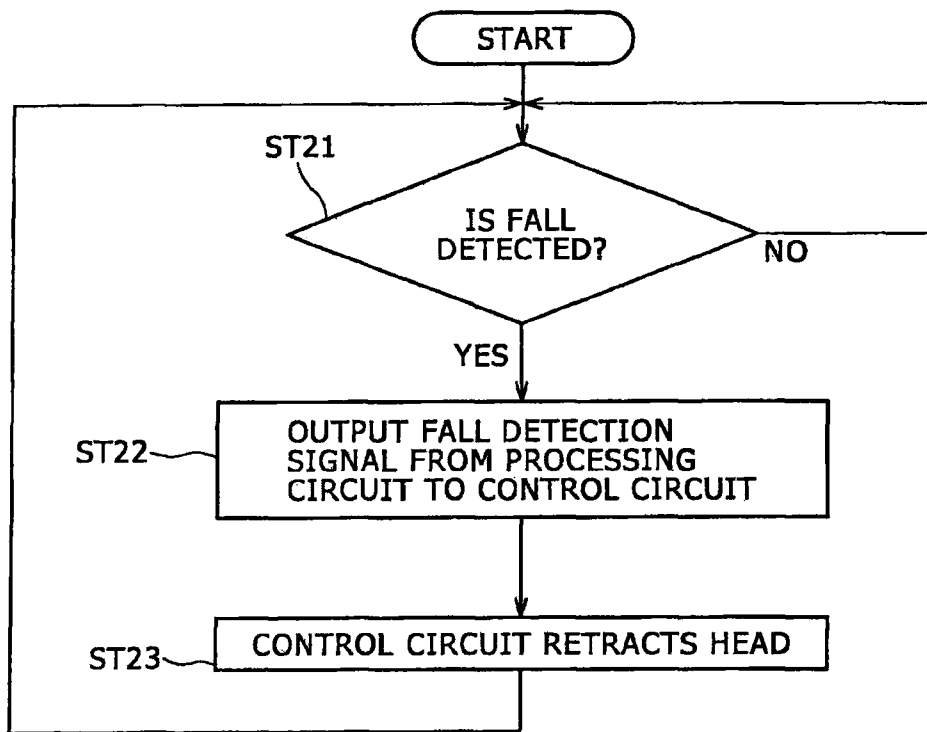 START
ST21
IS FALL
DETECTED?
NO
YES
ST22
OUTPUT FALL DETECTION
SIGNAL FROM PROCESSING
CIRCUIT TO CONTROL CIRCUIT
ST23
CONTROL CIRCUIT RETRACTS HEAD